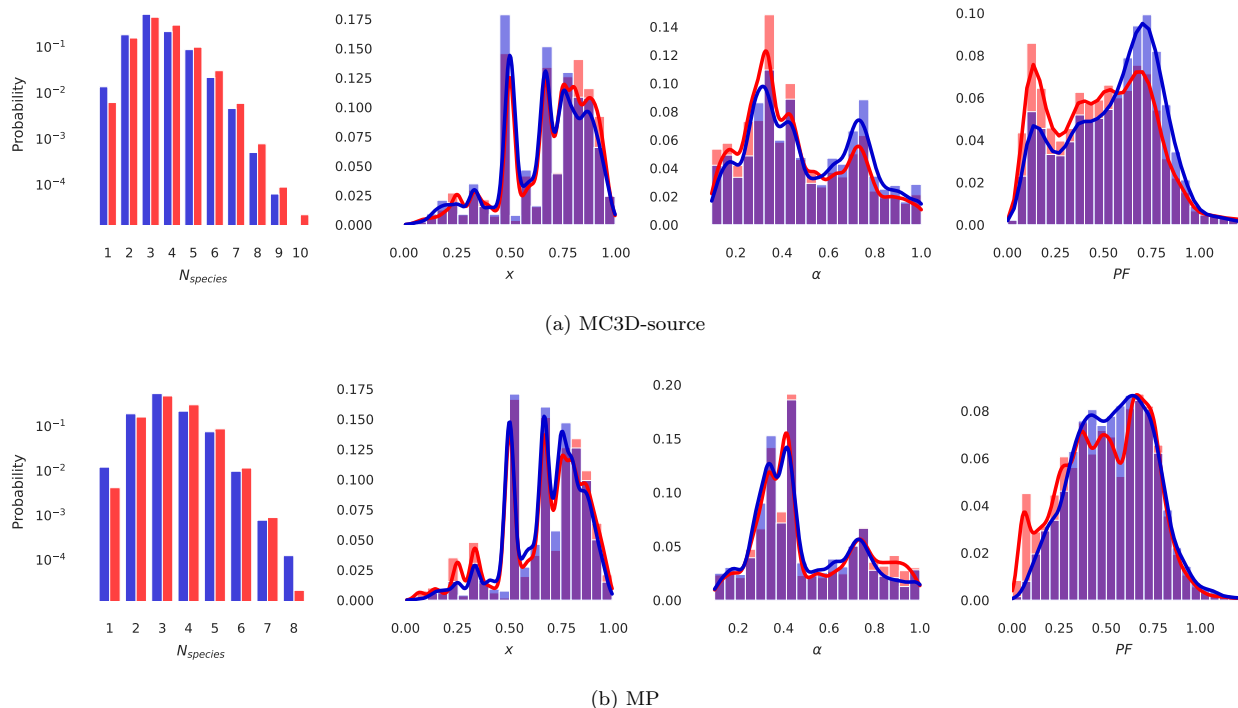 Probability
10⁻¹
10⁻²
10⁻³
10⁻⁴
1 2 3 4 5 6 7 8 9 10
N_species
0.175
0.150
0.125
0.100
0.075
0.050
0.025
0.000
0.00 0.25 0.50 0.75 1.00
x
0.14
0.12
0.10
0.08
0.06
0.04
0.02
0.00
0.2 0.4 0.6 0.8 1.0
α
0.10
0.08
0.06
0.04
0.02
0.00
0.00 0.25 0.50 0.75 1.00
PF
(a) MC3D-source
Probability
10⁻¹
10⁻²
10⁻³
10⁻⁴
1 2 3 4 5 6 7 8
N_species
0.175
0.150
0.125
0.100
0.075
0.050
0.025
0.000
0.00 0.25 0.50 0.75 1.00
x
0.20
0.15
0.10
0.05
0.00
0.2 0.4 0.6 0.8 1.0
α
0.08
0.06
0.04
0.02
0.00
0.00 0.25 0.50 0.75 1.00
PF
(b) MP